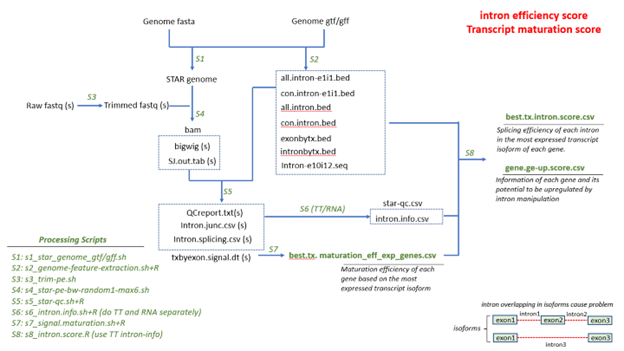 intron efficiency score
Transcript maturation score
Genome fasta
Genome gtf/gff
S1
S2
STAR genome
all.intron-e1i1.bed
con.intron-e1i1.bed
all.intron.bed
con.intron.bed
exonbytx.bed
intronbytx.bed
Intron-e10i12.seq
Raw fastq (s)
S3
Trimmed fastq (s)
S4
bam
bigwig (s)
SJ.out.tab (s)
S5
S8
best.tx.intron.score.csv
Splicing efficiency of each intron
in the most expressed transcript
isoform of each gene.
gene.ge-up.score.csv
Information of each gene and its
potential to be upregulated by
intron manipulation
QCreport.txt(s)
Intron.junc.csv (s)
Intron.splicing.csv (s)
txbyexon.signal.dt (s)
S6 (TT/RNA)
star-qc.csv
intron.info.csv
S7
best.tx. maturation_eff_exp_genes.csv
Maturation efficiency of each
gene based on the most
expressed transcript isoform
Processing Scripts
S1: s1_star_genome_gtf/gff.sh
S2: s2_genome-feature-extraction.sh+R
S3: s3_trim-pe.sh
S4: s4_star-pe-bw-random1-max6.sh
S5: s5_star-qc.sh+R
S6: s6_intron.info.sh+R (do TT and RNA separately)
S7: s7_signal.maturation.sh+R
S8: s8_intron.score.R (use TT intron-info)
intron overlapping in isoforms cause problem
isoforms
exon1
intron1
exon2
intron2
exon3
exon1
intron3
exon3